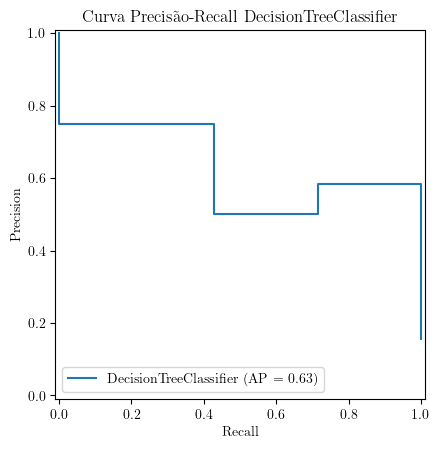 Curva Precisão-Recall DecisionTreeClassifier
1.0
0.8
0.6
0.4
0.2
0.0
Precision
DecisionTreeClassifier (AP = 0.63)
0.0 0.2 0.4 0.6 0.8 1.0
Recall